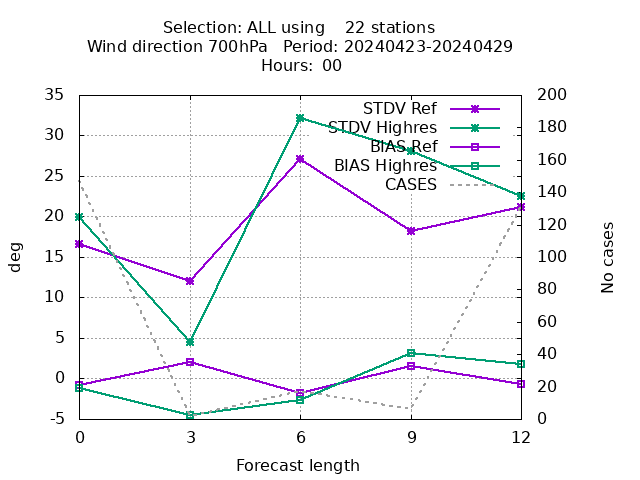 Selection: ALL using 22 stations
Wind direction 700hPa Period: 20240423-20240429
Hours: 00
STDV Ref
STDV Highres
BIAS Ref
BIAS Highres
CASES
35
30
25
20
15
10
5
0
-5
200
180
160
140
120
100
80
60
40
20
0
deg
No cases
0 3 6 9 12
Forecast length